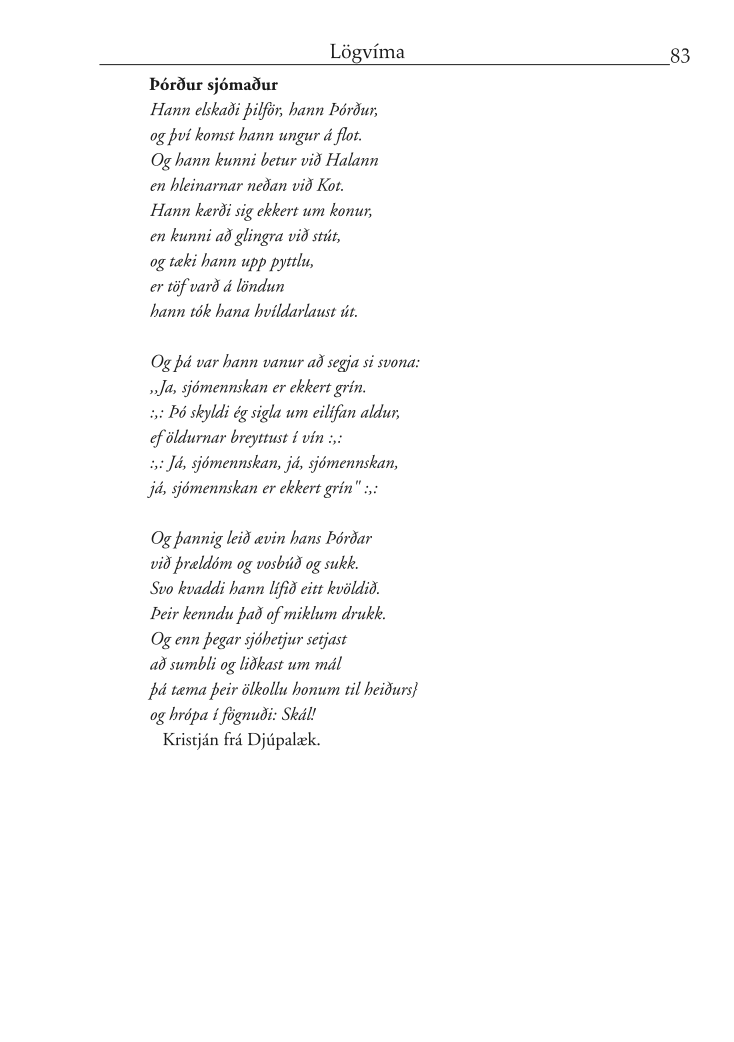 Lögvíma 83
Þórður sjómaður
Hann elskaði þilför, hann Þórður,
og því komst hann ungur á flot.
Og hann kunni betur við Halann
en hleinarnar neðan við Kot.
Hann kærði sig ekkert um konur,
en kunni að glingra við stút,
og tæki hann upp pyttlu,
er töf varð á löndun
hann tók hana hvíldarlaust út.

Og þá var hann vanur að segja si svona:
,,Ja, sjómennskan er ekkert grín.
:,: Þó skyldi ég sigla um eilífan aldur,
ef öldurnar breyttust í vín :,:
:,: Já, sjómennskan, já, sjómennskan,
já, sjómennskan er ekkert grín" :,:

Og þannig leið ævin hans Þórðar
við þrældóm og vosbúð og sukk.
Svo kvaddi hann lífið eitt kvöldið.
Þeir kenndu það of miklum drukk.
Og enn þegar sjóhetjur setjast
að sumbli og liðkast um mál
þá tæma þeir ölkollu honum til heiðurs}
og hrópa í fögnuði: Skál!
Kristján frá Djúpalæk.